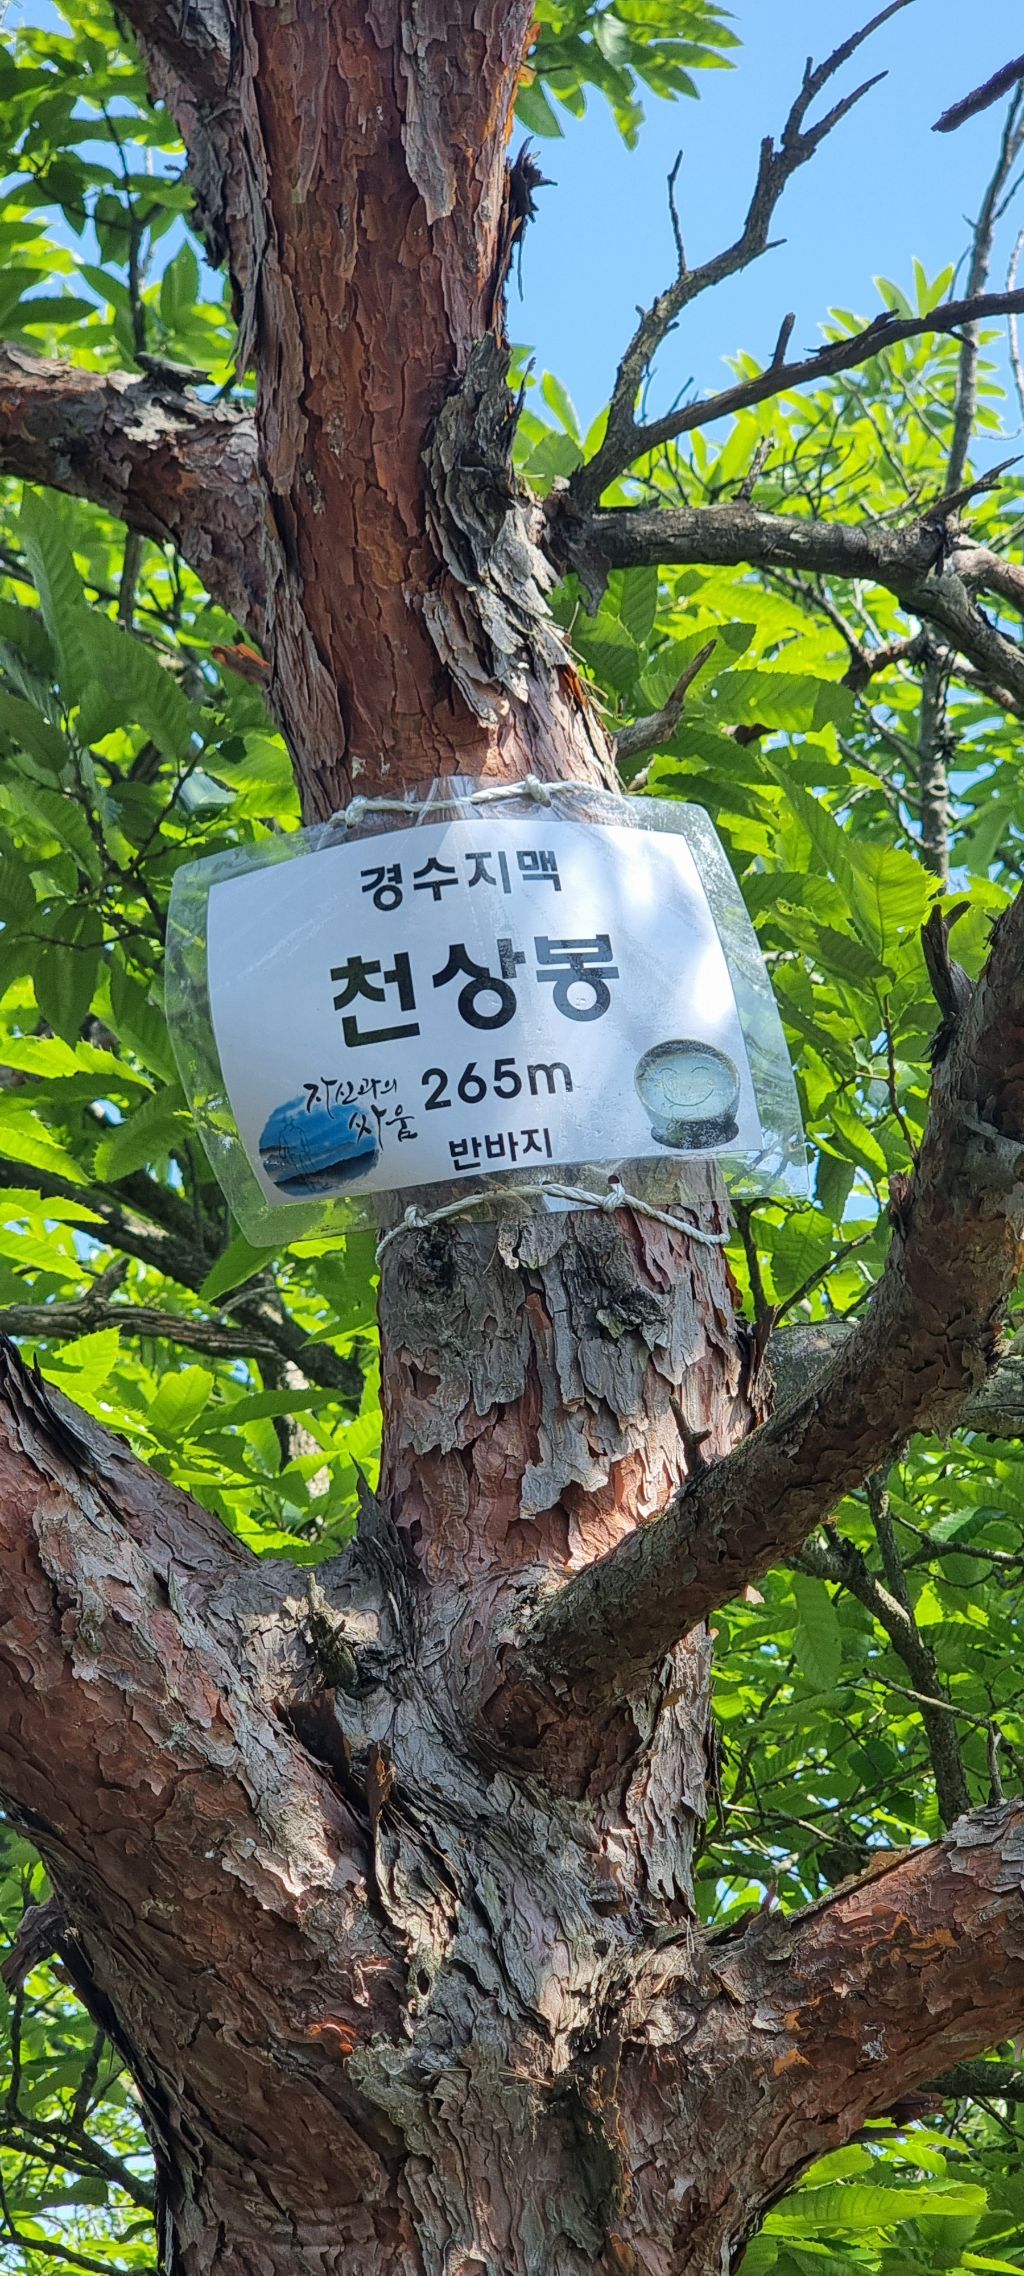 경수지맥
천상봉
265m
자신과의
싸움
반바지